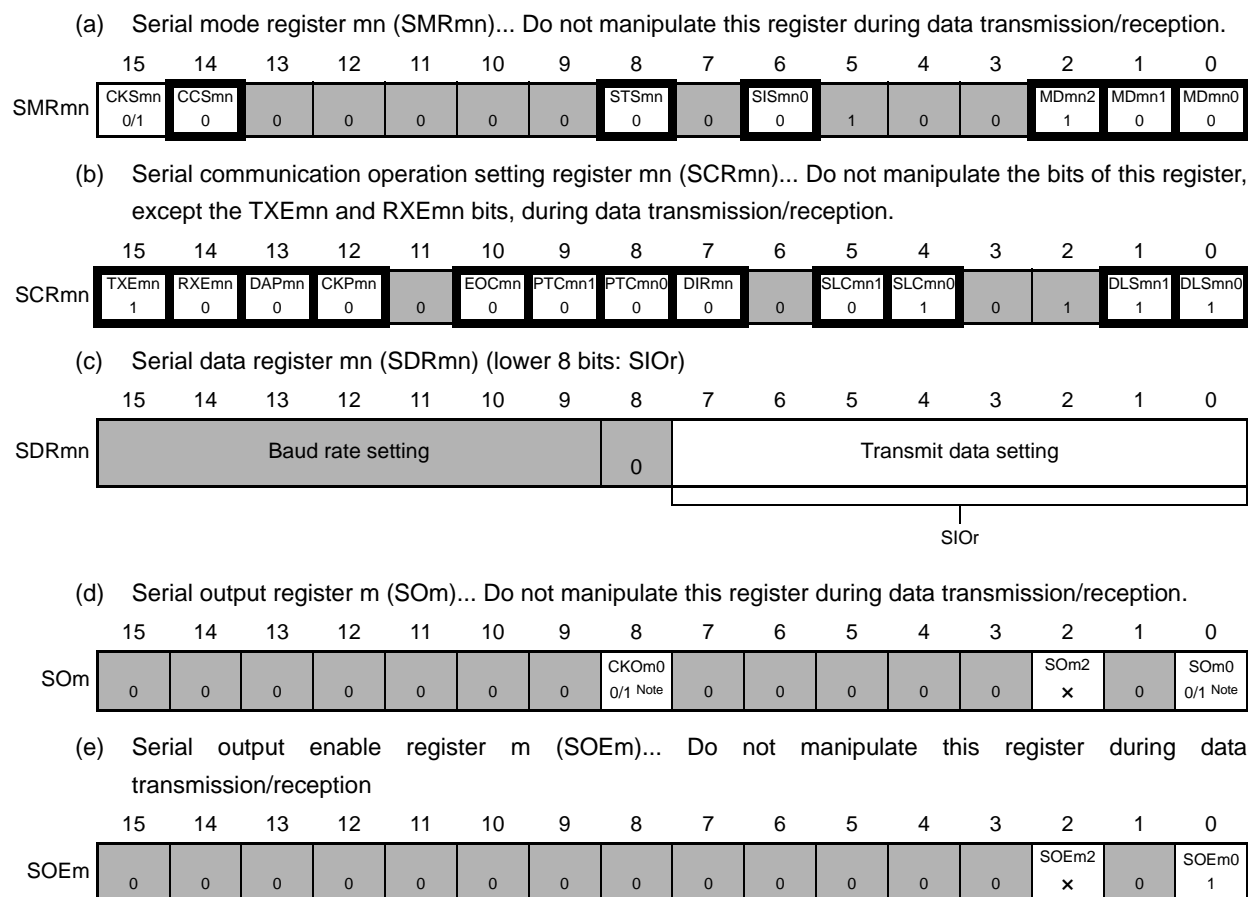 (a) Serial mode register mn (SMRmn)... Do not manipulate this register during data transmission/reception.
15 14 13 12 11 10 9 8 7 6 5 4 3 2 1 0
SMRmn CKSmn CCSmn STSmn SISmn0 MDmn2 MDmn1 MDmn0
0/1 0 0 0 0 0 0 0 0 0 1 0 0 1 0 0
(b) Serial communication operation setting register mn (SCRmn)... Do not manipulate the bits of this register,
except the TXEmn and RXEmn bits, during data transmission/reception.
15 14 13 12 11 10 9 8 7 6 5 4 3 2 1 0
SCRmn TXEmn RXEmn DAPmn CKPmn EOCmn PTCmn1 PTCmn0 DIRmn SLCmn1 SLCmn0 DLSmn1 DLSmn0
1 0 0 0 0 0 0 0 0 0 0 1 0 1 1 1
(c) Serial data register mn (SDRmn) (lower 8 bits: SIOr)
15 14 13 12 11 10 9 8 7 6 5 4 3 2 1 0
SDRmn Baud rate setting 0 Transmit data setting
SIOr
(d) Serial output register m (SOm)... Do not manipulate this register during data transmission/reception.
15 14 13 12 11 10 9 8 7 6 5 4 3 2 1 0
SOm CKOm0 SOm2 SOm0
0 0 0 0 0 0 0 0/1 Note 0 0 0 0 0 × 0 0/1 Note
(e) Serial output enable register m (SOEm)... Do not manipulate this register during data
transmission/reception
15 14 13 12 11 10 9 8 7 6 5 4 3 2 1 0
SOEm SOEm2 SOEm0
0 0 0 0 0 0 0 0 0 0 0 0 0 × 0 1